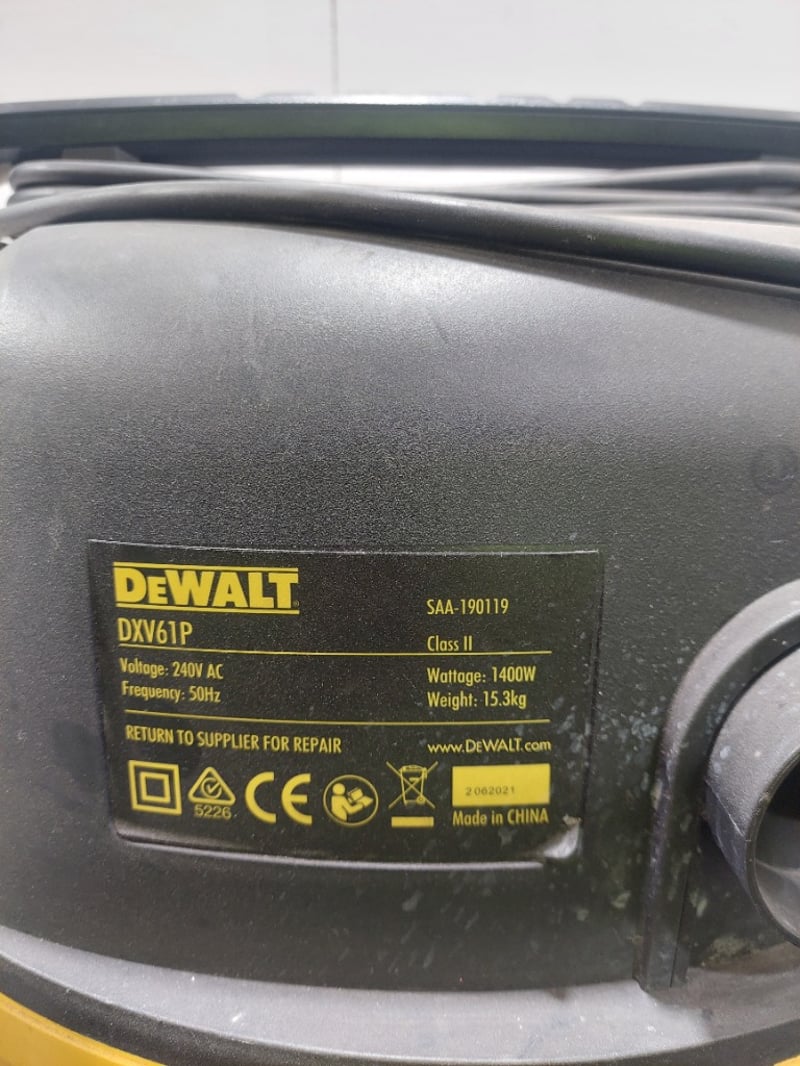 DEWALT
DXV61P
SAA-190119
Class II
Voltage: 240V AC
Frequency: 50Hz
Wattage: 1400W
Weight: 15.3kg
RETURN TO SUPPLIER FOR REPAIR
www.DEWALT.com
5226
CE
2062021
Made in CHINA